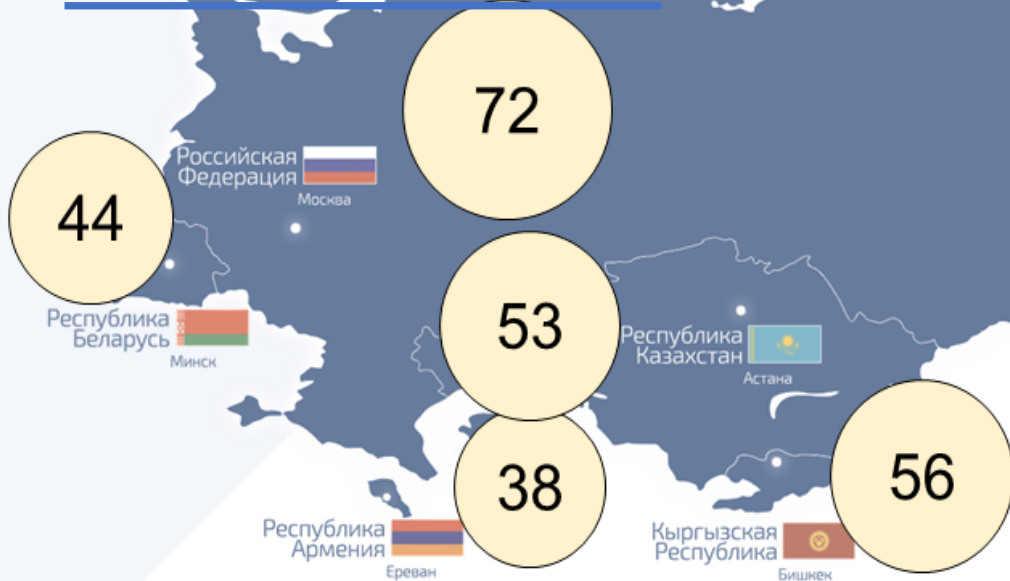 72
Российская
Федерация
Москва
44
Республика
Беларусь
Минск
53
Республика
Казахстан
Астана
38
56
Республика
Армения
Ереван
Кыргызская
Республика
Бишкек